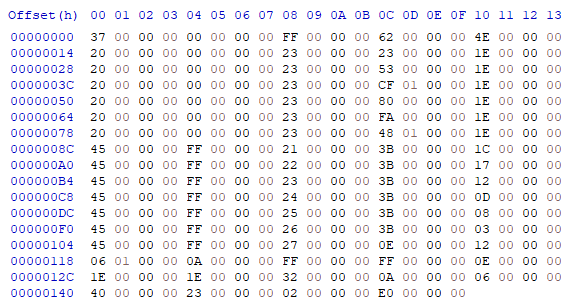 Offset(h) 00 01 02 03 04 05 06 07 08 09 0A 0B 0C 0D 0E 0F 10 11 12 13
00000000 37 00 00 00 00 00 00 00 FF 00 00 00 62 00 00 00 4E 00 00 00
00000014 20 00 00 00 00 00 00 00 23 00 00 00 23 00 00 00 1E 00 00 00
00000028 20 00 00 00 00 00 00 00 23 00 00 00 53 00 00 00 1E 00 00 00
0000003C 20 00 00 00 00 00 00 00 23 00 00 00 CF 01 00 00 1E 00 00 00
00000050 20 00 00 00 00 00 00 00 23 00 00 00 80 00 00 00 1E 00 00 00
00000064 20 00 00 00 00 00 00 00 23 00 00 00 FA 00 00 00 1E 00 00 00
00000078 20 00 00 00 00 00 00 00 23 00 00 00 48 01 00 00 1E 00 00 00
0000008C 45 00 00 00 FF 00 00 00 21 00 00 00 3B 00 00 00 1C 00 00 00
000000A0 45 00 00 00 FF 00 00 00 22 00 00 00 3B 00 00 00 17 00 00 00
000000B4 45 00 00 00 FF 00 00 00 23 00 00 00 3B 00 00 00 12 00 00 00
000000C8 45 00 00 00 FF 00 00 00 24 00 00 00 3B 00 00 00 0D 00 00 00
000000DC 45 00 00 00 FF 00 00 00 25 00 00 00 3B 00 00 00 08 00 00 00
000000F0 45 00 00 00 FF 00 00 00 26 00 00 00 3B 00 00 00 03 00 00 00
00000104 45 00 00 00 FF 00 00 00 27 00 00 00 0E 00 00 00 12 00 00 00
00000118 06 01 00 00 0A 00 00 00 FF 00 00 00 FF 00 00 00 0E 00 00 00
0000012C 1E 00 00 00 1E 00 00 00 32 00 00 00 0A 00 00 00 06 00 00 00
00000140 40 00 00 00 23 00 00 00 02 00 00 00 E0 00 00 00